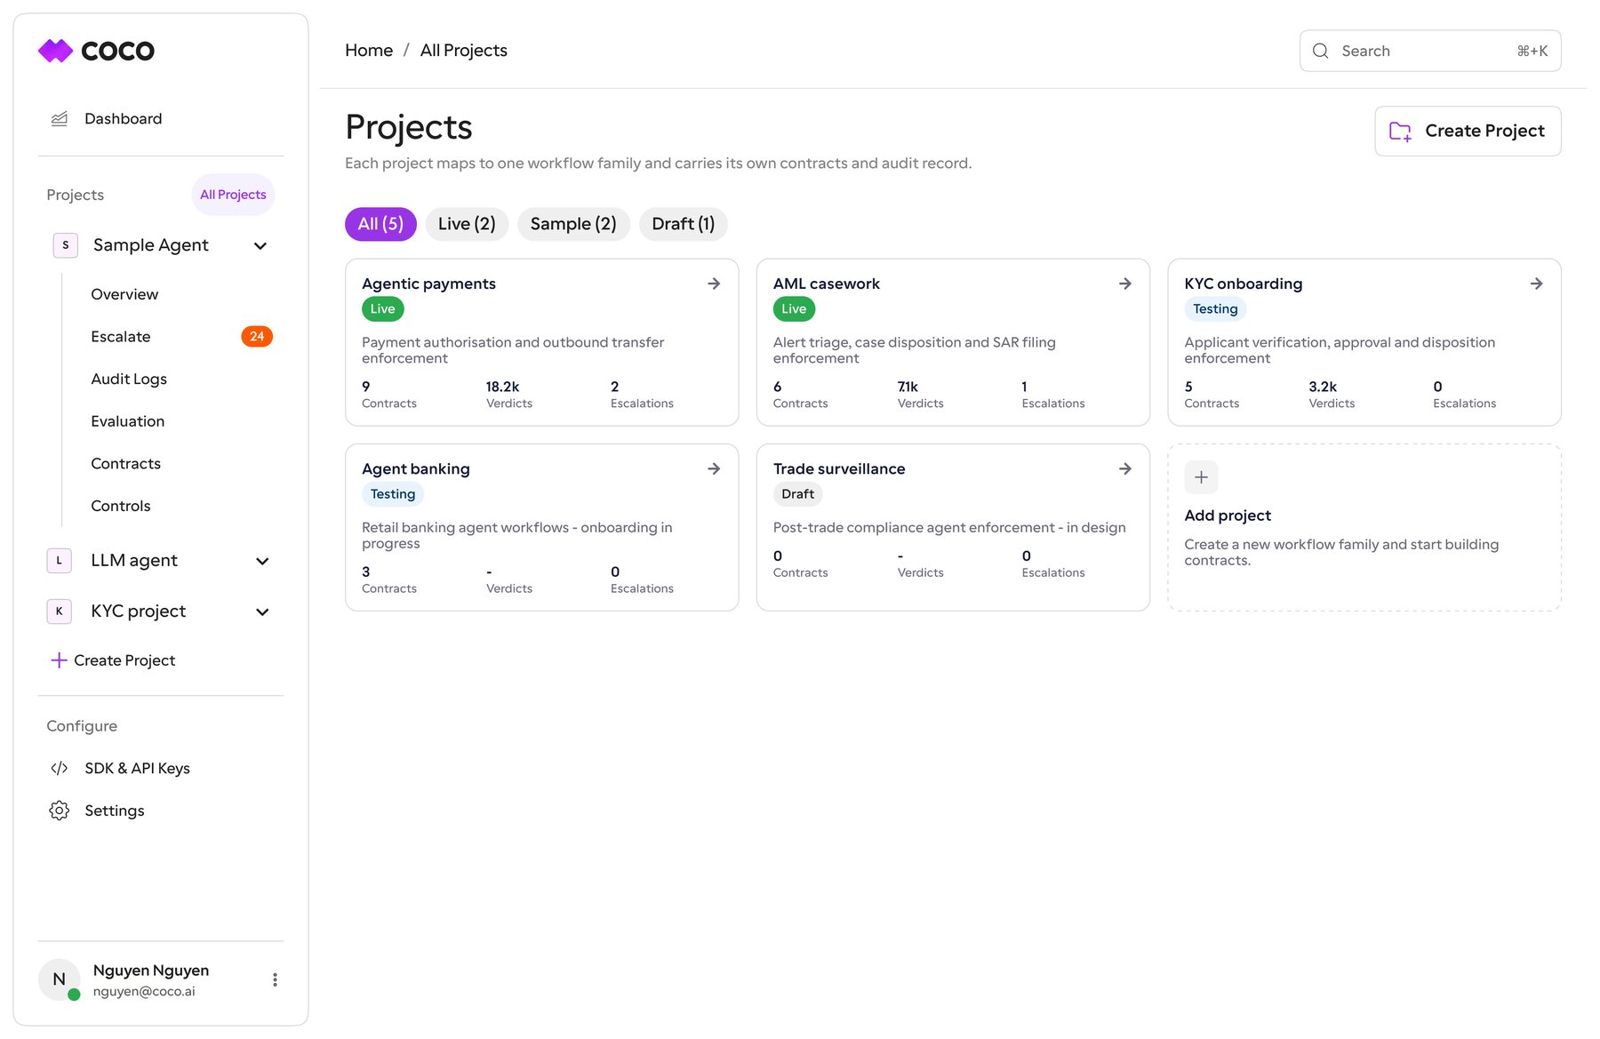 coco
Dashboard
Projects
All Projects
S
Sample Agent
Overview
Escalate
24
Audit Logs
Evaluation
Contracts
Controls
L
LLM agent
K
KYC project
Create Project
Configure
SDK & API Keys
Settings
N
Nguyen Nguyen
nguyen@coco.ai
Home / All Projects
Search
⌘+K
Projects
Each project maps to one workflow family and carries its own contracts and audit record.
Create Project
All (5)
Live (2)
Sample (2)
Draft (1)
Agentic payments
Live
Payment authorisation and outbound transfer
enforcement
9 18.2k 2
Contracts Verdicts Escalations
AML casework
Live
Alert triage, case disposition and SAR filing
enforcement
6 7.1k 1
Contracts Verdicts Escalations
KYC onboarding
Testing
Applicant verification, approval and disposition
enforcement
5 3.2k 0
Contracts Verdicts Escalations
Agent banking
Testing
Retail banking agent workflows - onboarding in
progress
3 - 0
Contracts Verdicts Escalations
Trade surveillance
Draft
Post-trade compliance agent enforcement - in design
0 - 0
Contracts Verdicts Escalations
Add project
Create a new workflow family and start building
contracts.